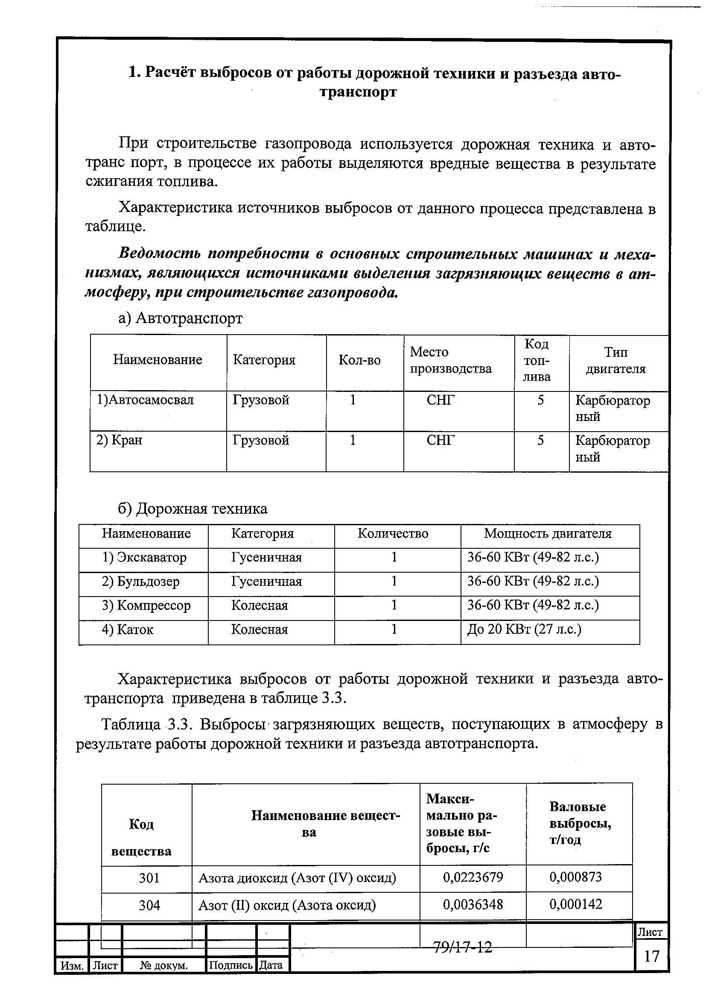 1. Расчёт выбросов от работы дорожной техники и разъезда авто-
транспорт
При строительстве газопровода используется дорожная техника и авто-
транс порт, в процессе их работы выделяются вредные вещества в результате
сжигания топлива.
Характеристика источников выбросов от данного процесса представлена в
таблице.
Ведомость потребности в основных строительных машинах и меха-
низмах, являющихся источниками выделения загрязняющих веществ в ат-
мосферу, при строительстве газопровода.
а) Автотранспорт
Наименование
Категория
Кол-во
Место
производства
Код
топ-
лива
Тип
двигателя
1)Автосамосвал
Грузовой
1
СНГ
5
Карбюратор
ный
2) Кран
Грузовой
1
СНГ
5
Карбюратор
ный
б) Дорожная техника
Наименование
Категория
Количество
Мощность двигателя
1) Экскаватор
Гусеничная
1
36-60 КВт (49-82 л.с.)
2) Бульдозер
Гусеничная
1
36-60 КВт (49-82 л.с.)
3) Компрессор
Колесная
1
36-60 КВт (49-82 л.с.)
4) Каток
Колесная
1
До 20 КВт (27 л.с.)
Характеристика выбросов от работы дорожной техники и разъезда авто-
транспорта приведена в таблице 3.3.
Таблица 3.3. Выбросы загрязняющих веществ, поступающих в атмосферу в
результате работы дорожной техники и разъезда автотранспорта.
Код
вещества
Наименование вещест-
ва
Макси-
мально ра-
зовые вы-
бросы, г/с
Валовые
выбросы,
т/год
301
Азота диоксид (Азот (IV) оксид)
0,0223679
0,000873
304
Азот (II) оксид (Азота оксид)
0,0036348
0,000142
79/17-12
Лист
17
Изм.
Лист
№ докум.
Подпись
Дата